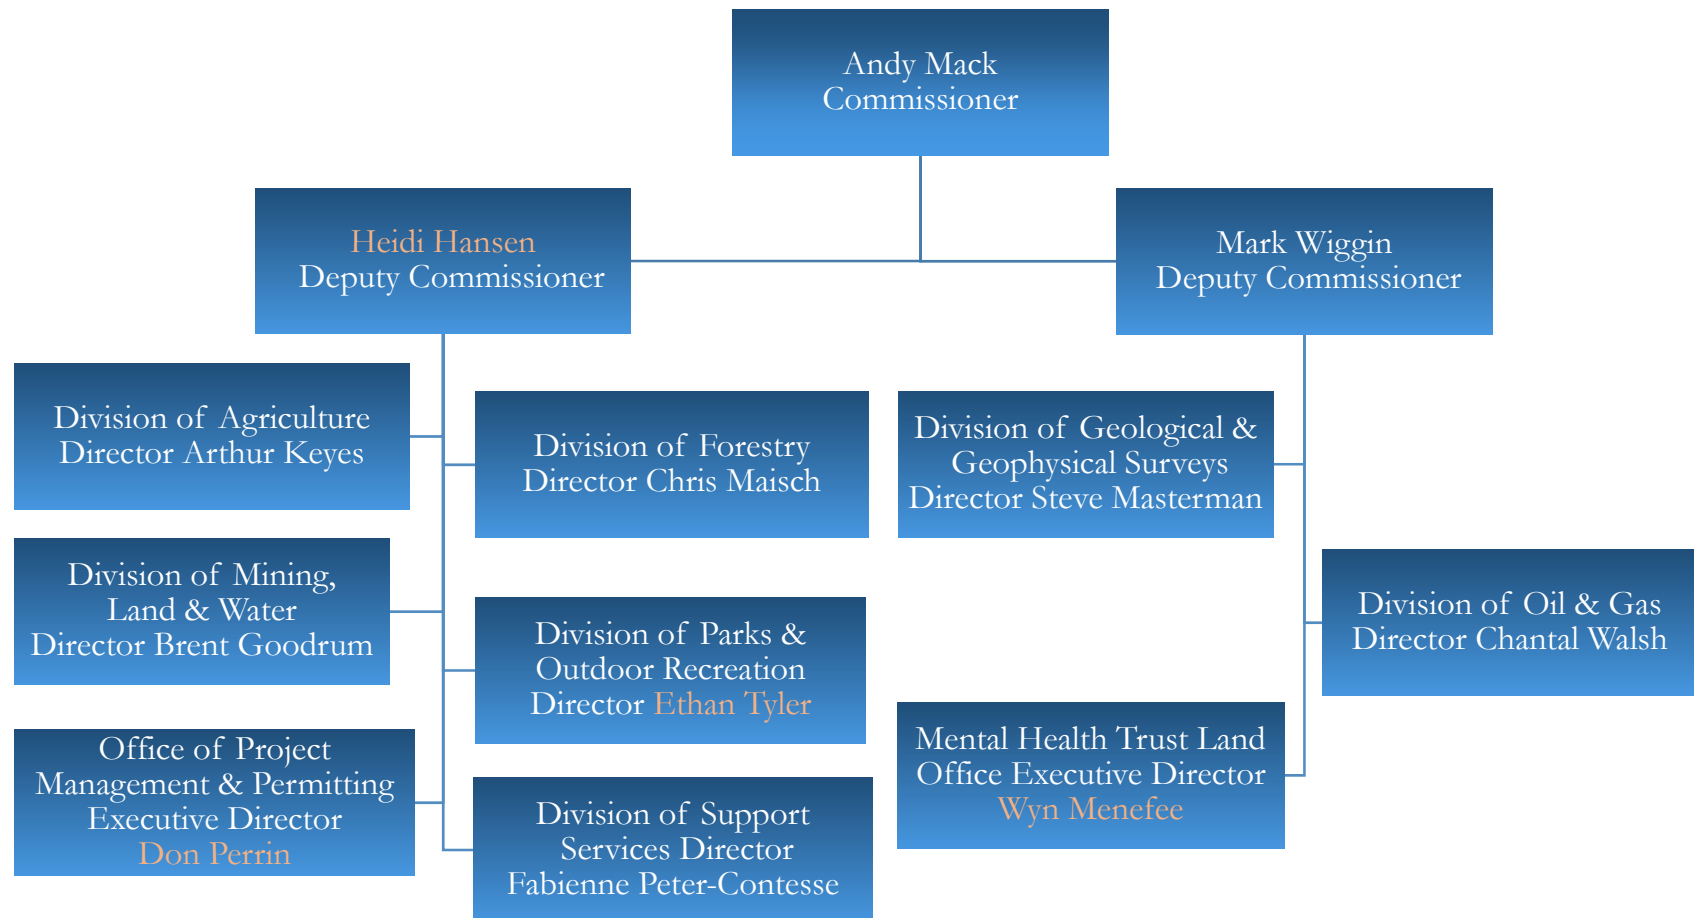 Andy Mack
Commissioner
Heidi Hansen
Deputy Commissioner
Mark Wiggin
Deputy Commissioner
Division of Agriculture
Director Arthur Keyes
Division of Forestry
Director Chris Maisch
Division of Mining,
Land & Water
Director Brent Goodrum
Division of Parks &
Outdoor Recreation
Director Ethan Tyler
Office of Project
Management & Permitting
Executive Director
Don Perrin
Division of Support
Services Director
Fabienne Peter-Contesse
Division of Geological &
Geophysical Surveys
Director Steve Masterman
Division of Oil & Gas
Director Chantal Walsh
Mental Health Trust Land
Office Executive Director
Wyn Menefee